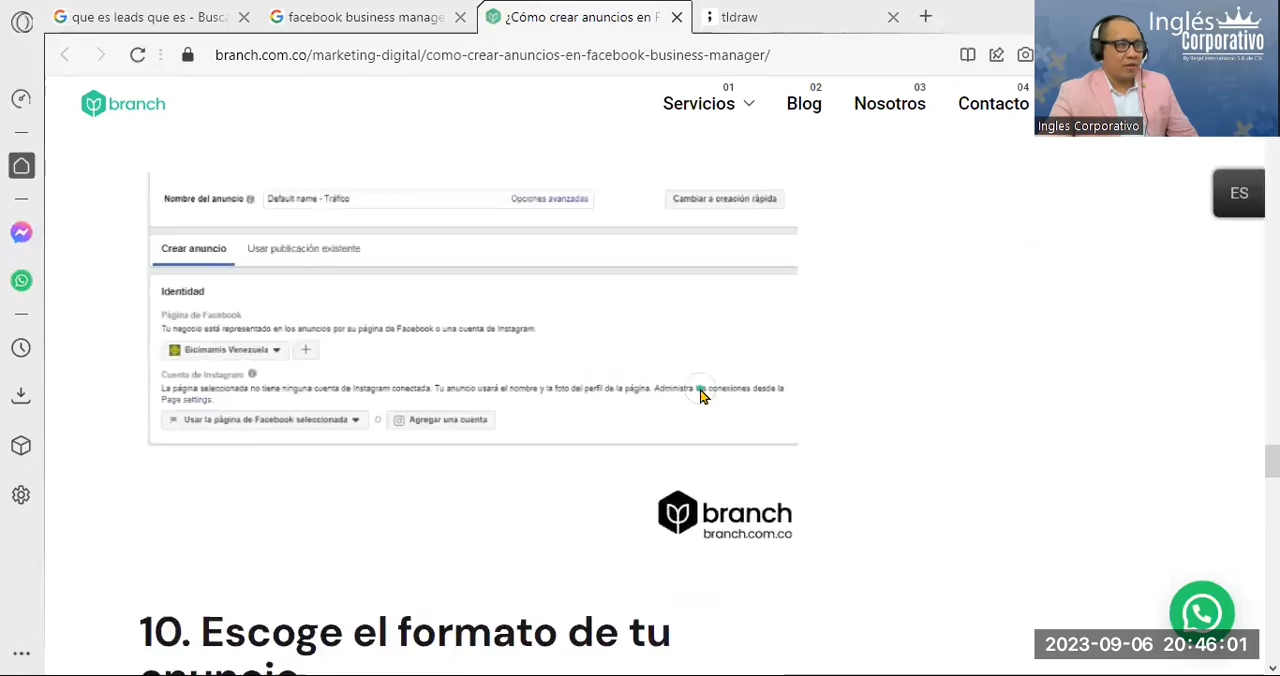 que es leads que es - Busca
facebook business manage
¿Cómo crear anuncios en F
tldraw
branch.com.co/marketing-digital/como-crear-anuncios-en-facebook-business-manager/
branch
01
Servicios
02
Blog
03
Nosotros
04
Contacto
Inglés
Corporativo
By Regal International, S.A. de C.V.
Ingles Corporativo
ES
Nombre del anuncio
Default name - Tráfico
Opciones avanzadas
Cambiar a creación rápida
Crear anuncio
Usar publicación existente
Identidad
Página de Facebook
Tu negocio está representado en los anuncios por su página de Facebook o una cuenta de Instagram.
Bicimamis Venezuela
Cuenta de Instagram
La página seleccionada no tiene ninguna cuenta de Instagram conectada. Tu anuncio usará el nombre y la foto del perfil de la página. Administra conexiones desde la
Page settings.
Usar la página de Facebook seleccionada
O
Agregar una cuenta
branch
branch.com.co
10. Escoge el formato de tu
anuncio
2023-09-06 20:46:01